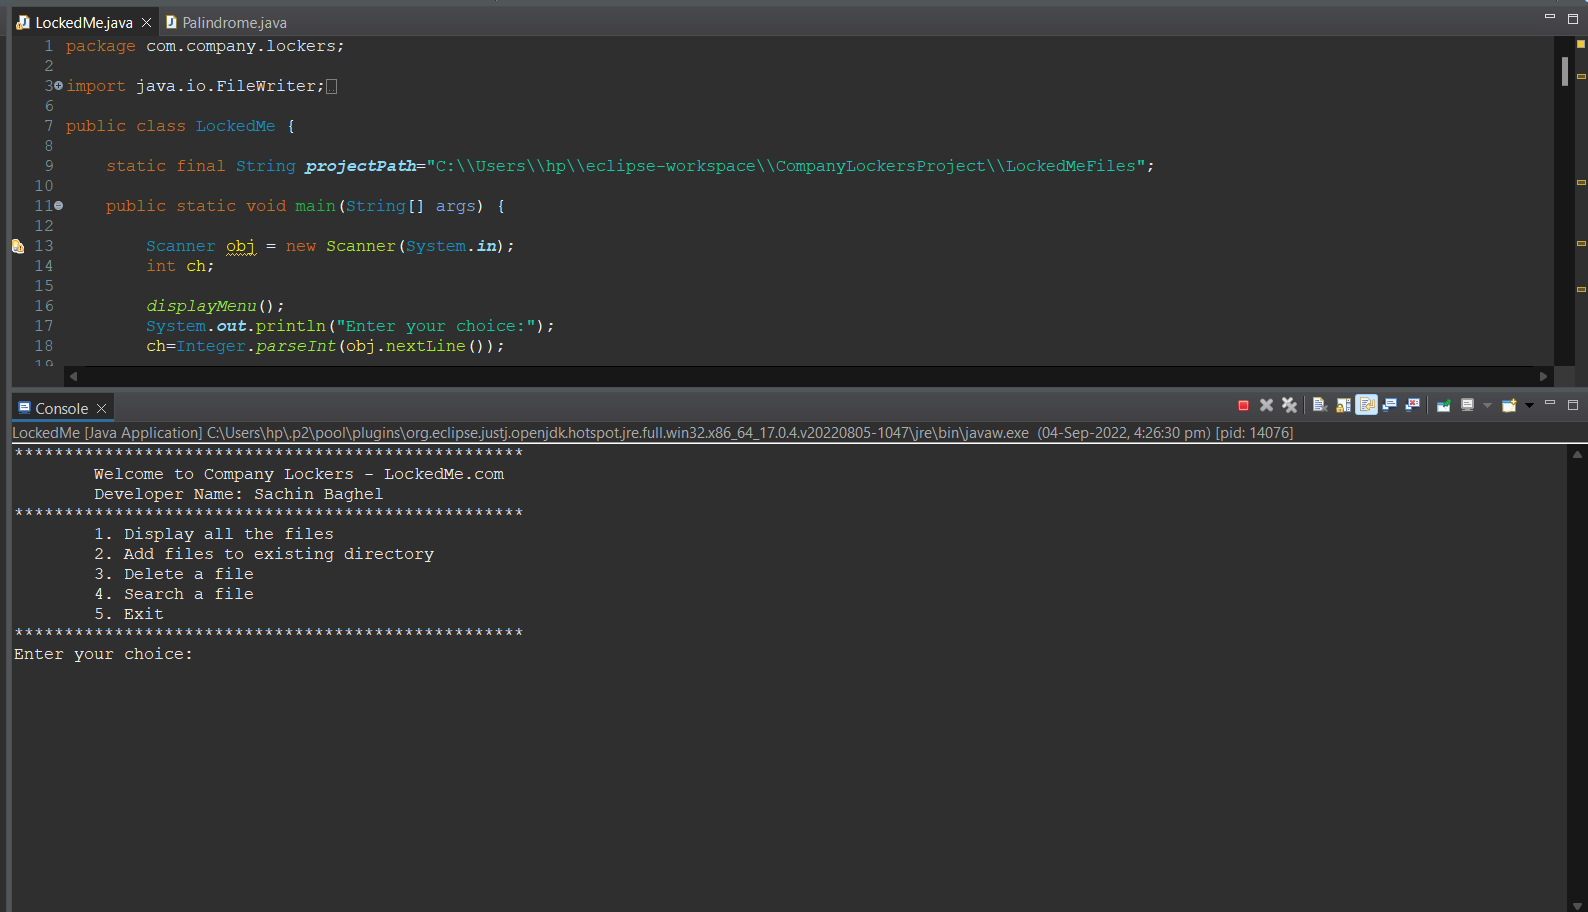 LockedMe.java Palindrome.java
1 package com.company.lockers;
2
3 import java.io.FileWriter;
6
7 public class LockedMe {
8
9 static final String projectPath="C:\\Users\\hp\\eclipse-workspace\\CompanyLockersProject\\LockedMeFiles";
10
11 public static void main(String[] args) {
12
13 Scanner obj = new Scanner(System.in);
14 int ch;
15
16 displayMenu();
17 System.out.println("Enter your choice:");
18 ch=Integer.parseInt(obj.nextLine());
19
Console
LockedMe [Java Application] C:\Users\hp\.p2\pool\plugins\org.eclipse.justj.openjdk.hotspot.jre.full.win32.x86_64_17.0.4.v20220805-1047\jre\bin\javaw.exe (04-Sep-2022, 4:26:30 pm) [pid: 14076]
***************************************************
Welcome to Company Lockers - LockedMe.com
Developer Name: Sachin Baghel
***************************************************
1. Display all the files
2. Add files to existing directory
3. Delete a file
4. Search a file
5. Exit
***************************************************
Enter your choice: